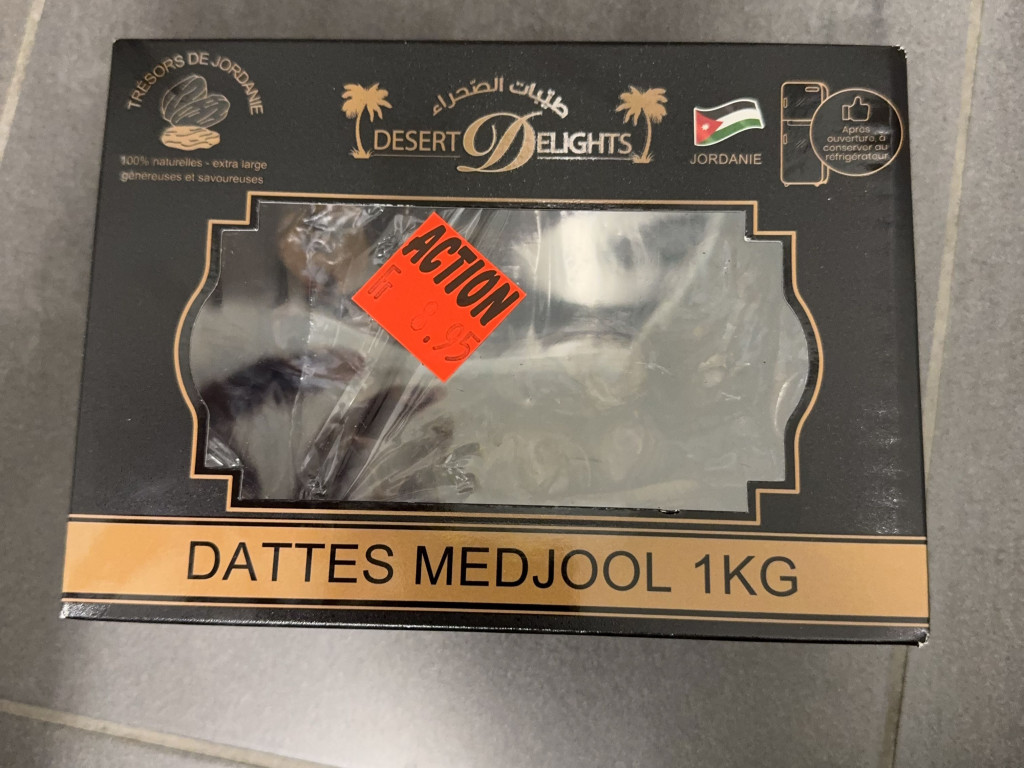 TRÉSORS DE JORDANIE
100% naturelles - extra large
généreuses et savoureuses
طيبات الصحراء
DESERT DELIGHTS
JORDANIE
Après
ouverture, à
conserver au
réfrigérateur.
ACTION
8.95
DATTES MEDJOOL 1KG